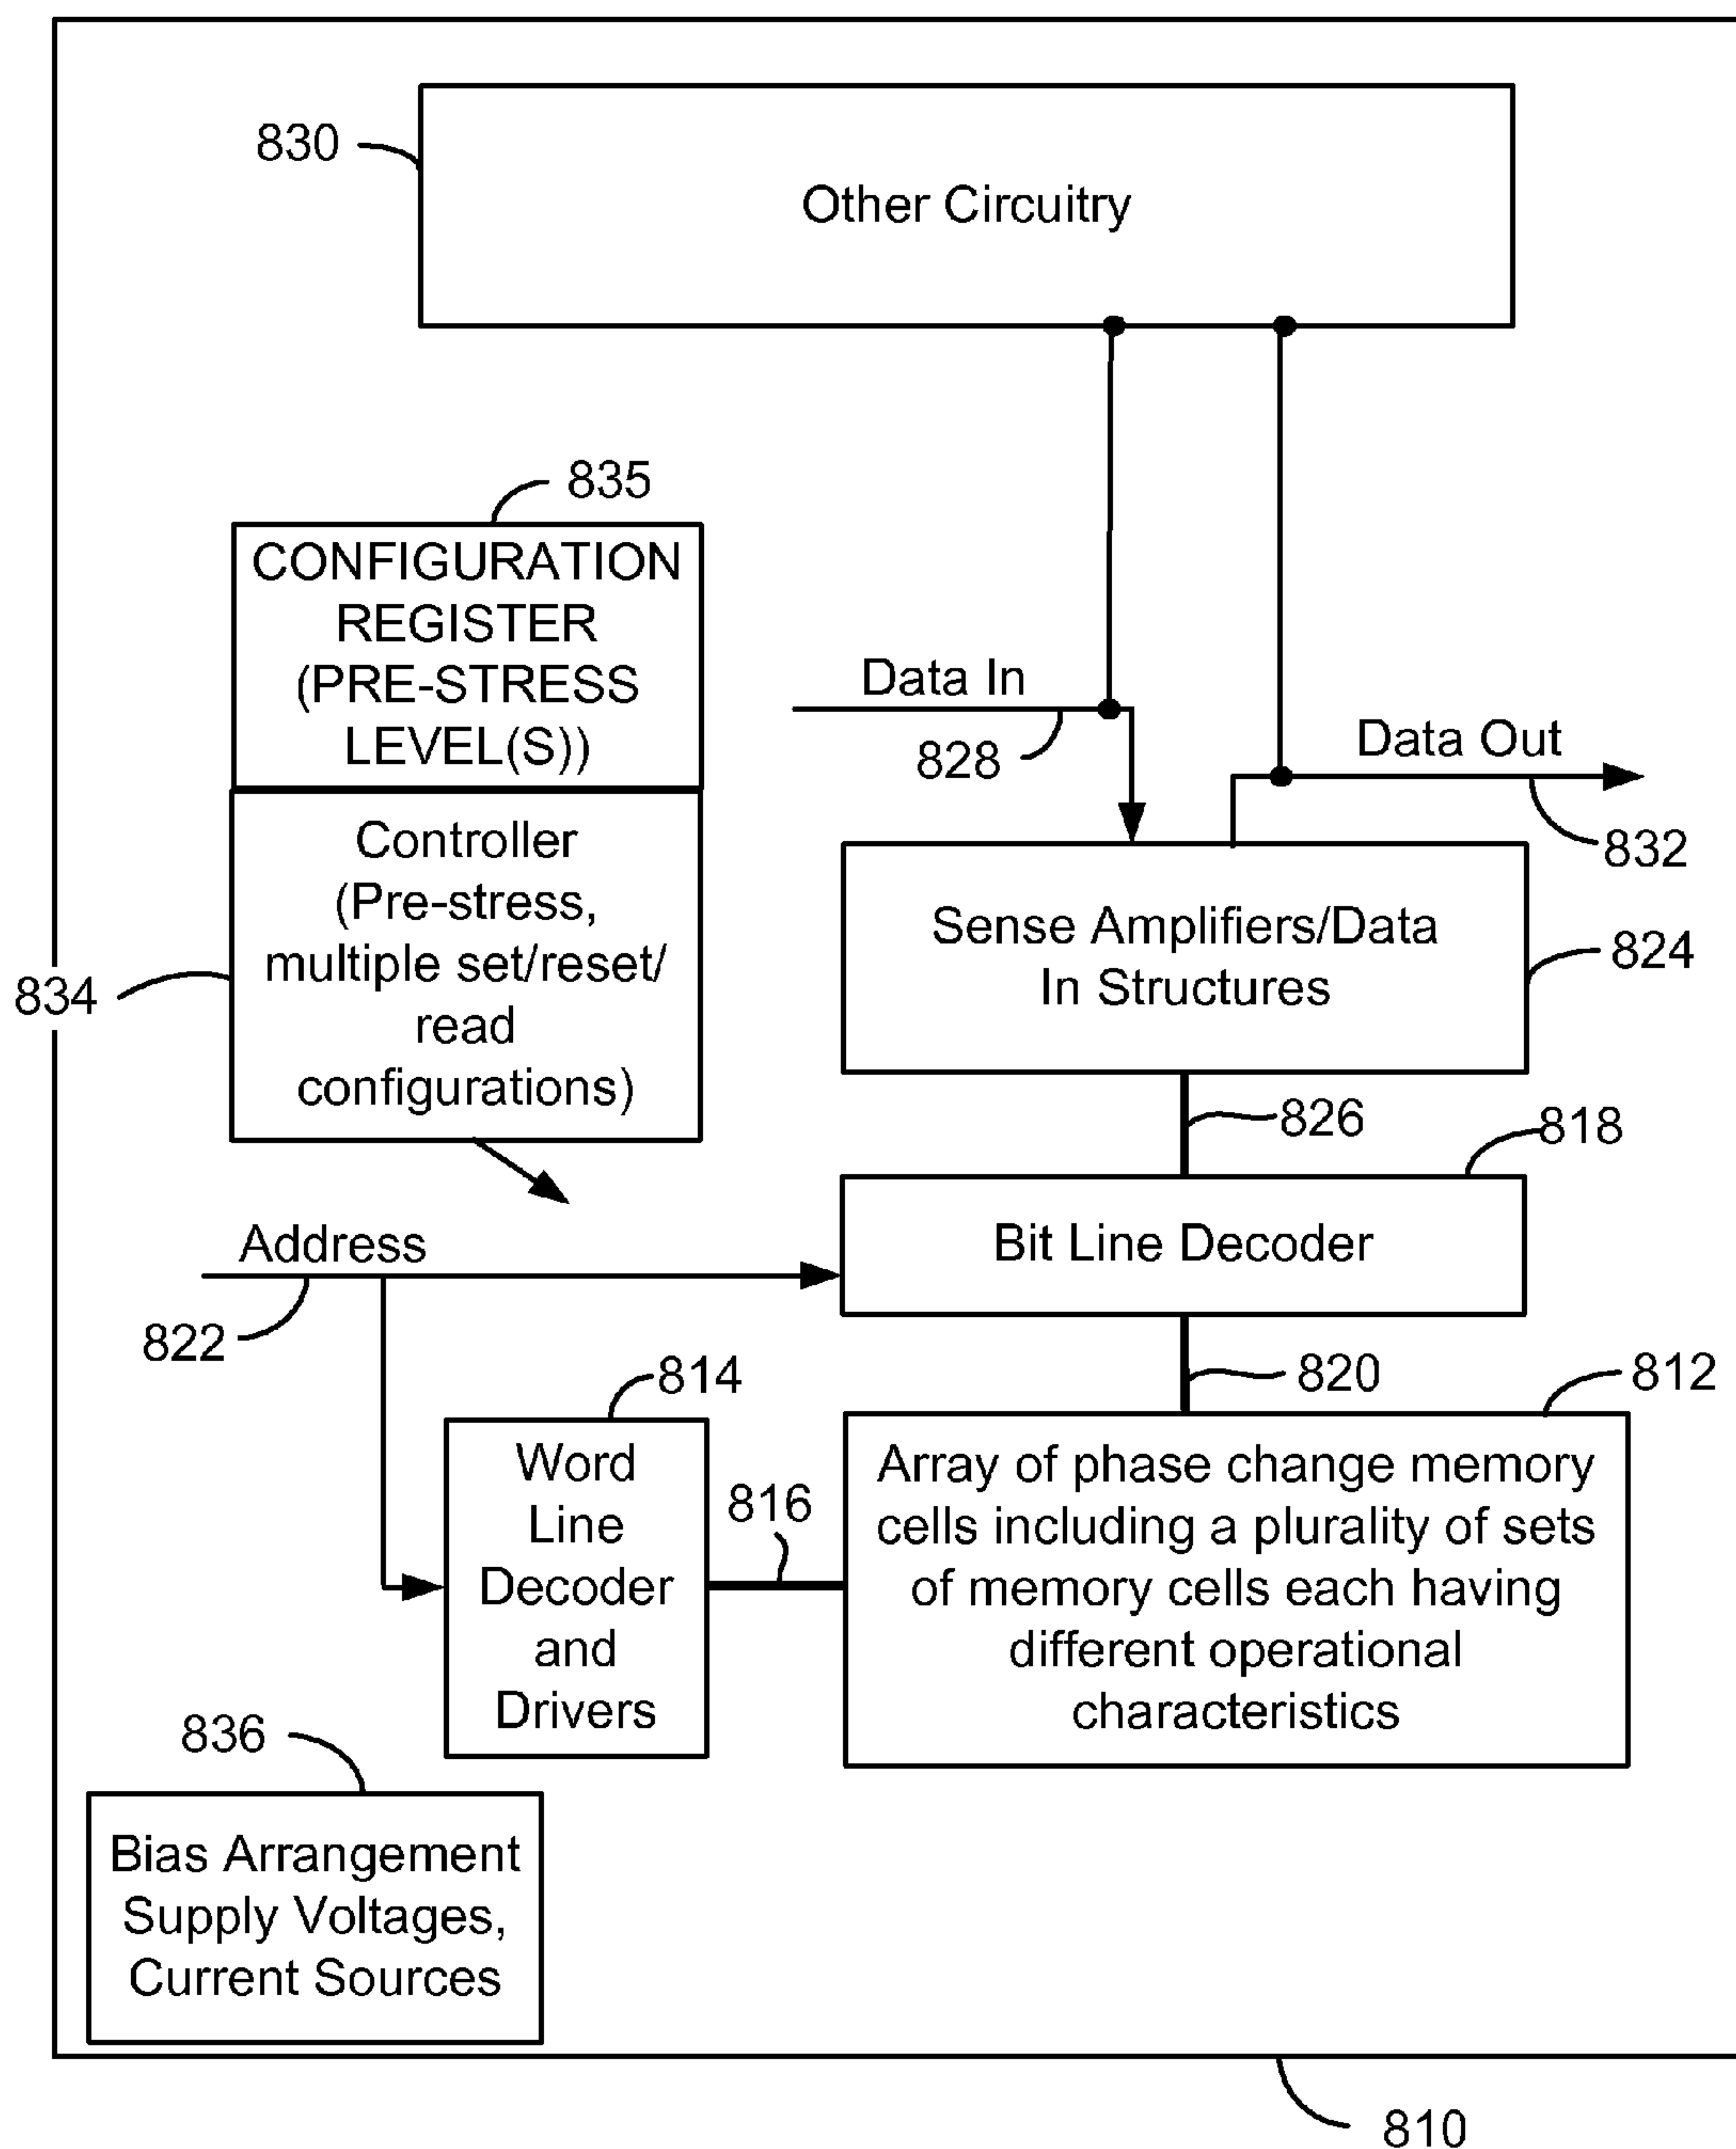 830
Other Circuitry
835
CONFIGURATION
REGISTER
(PRE-STRESS
LEVEL(S))
Data In
828
Data Out
832
Controller
(Pre-stress,
multiple set/reset/
read
configurations)
834
Sense Amplifiers/Data
In Structures
824
826
818
Bit Line Decoder
Address
822
820
812
814
Word
Line
Decoder
and
Drivers
816
Array of phase change memory
cells including a plurality of sets
of memory cells each having
different operational
characteristics
836
Bias Arrangement
Supply Voltages,
Current Sources
810